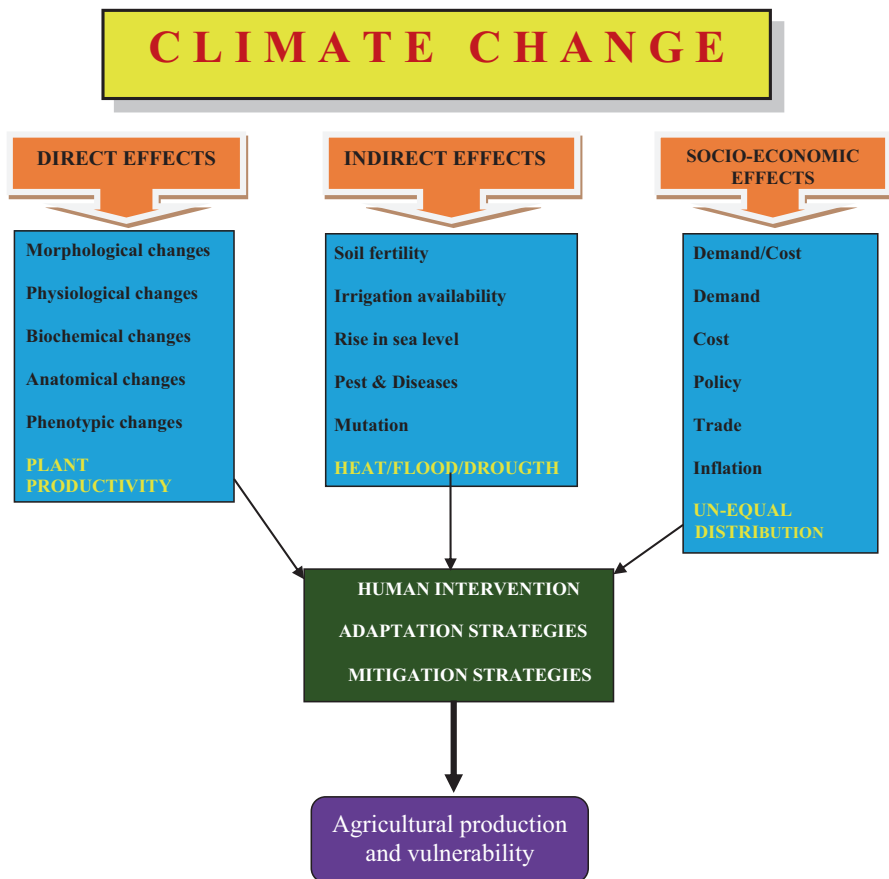 CLIMATE CHANGE
DIRECT EFFECTS
Morphological changes
Physiological changes
Biochemical changes
Anatomical changes
Phenotypic changes
PLANT
PRODUCTIVITY
INDIRECT EFFECTS
Soil fertility
Irrigation availability
Rise in sea level
Pest & Diseases
Mutation
HEAT/FLOOD/DROUGTH
SOCIO-ECONOMIC
EFFECTS
Demand/Cost
Demand
Cost
Policy
Trade
Inflation
UN-EQUAL
DISTRIBUTION
HUMAN INTERVENTION
ADAPTATION STRATEGIES
MITIGATION STRATEGIES
Agricultural production
and vulnerability